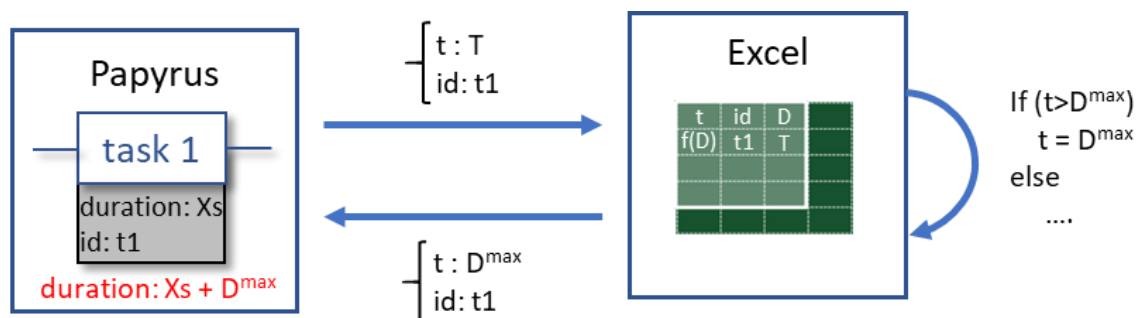 Papyrus
task 1
duration: Xs
id: t1
duration: Xs + Dᵐᵃˣ
t : T
id: t1
t : Dᵐᵃˣ
id: t1
Excel
t id D
f(D) t1 T
If (t>Dᵐᵃˣ)
t = Dᵐᵃˣ
else
....